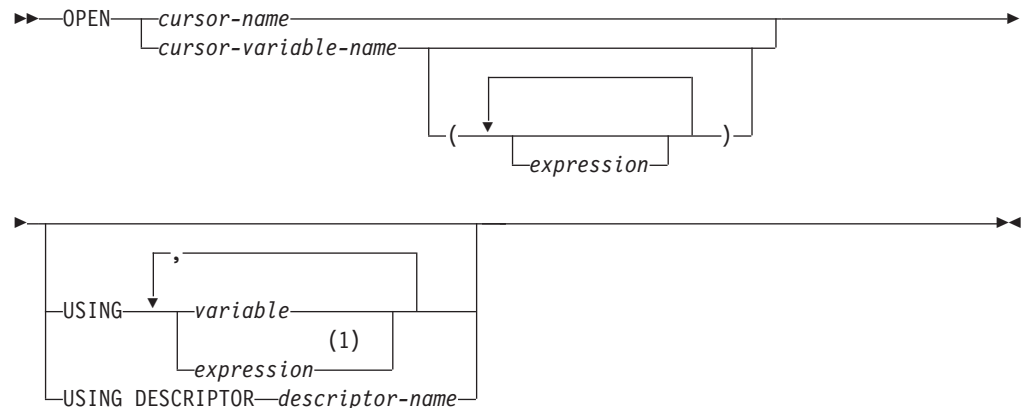 OPEN cursor-name
cursor-variable-name
( )
expression
,
USING variable
(1)
expression
USING DESCRIPTOR descriptor-name